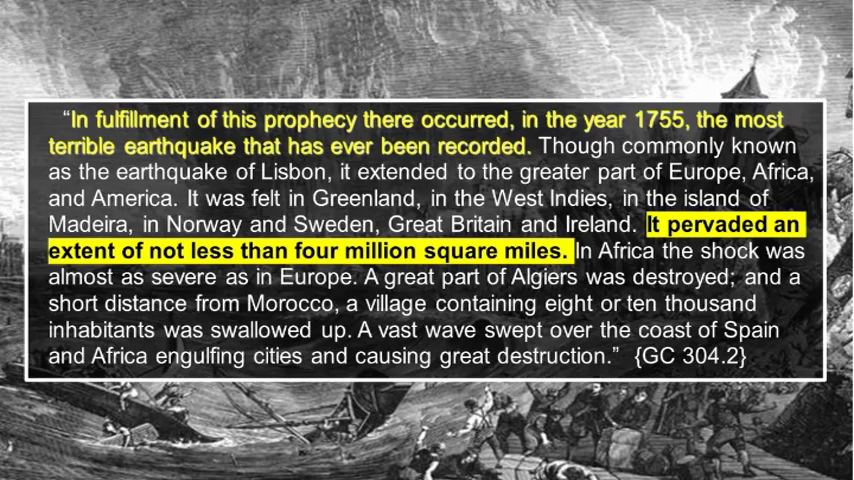 “In fulfillment of this prophecy there occurred, in the year 1755, the most
terrible earthquake that has ever been recorded. Though commonly known
as the earthquake of Lisbon, it extended to the greater part of Europe, Africa,
and America. It was felt in Greenland, in the West Indies, in the island of
Madeira, in Norway and Sweden, Great Britain and Ireland. It pervaded an
extent of not less than four million square miles. In Africa the shock was
almost as severe as in Europe. A great part of Algiers was destroyed; and a
short distance from Morocco, a village containing eight or ten thousand
inhabitants was swallowed up. A vast wave swept over the coast of Spain
and Africa engulfing cities and causing great destruction.” {GC 304.2}